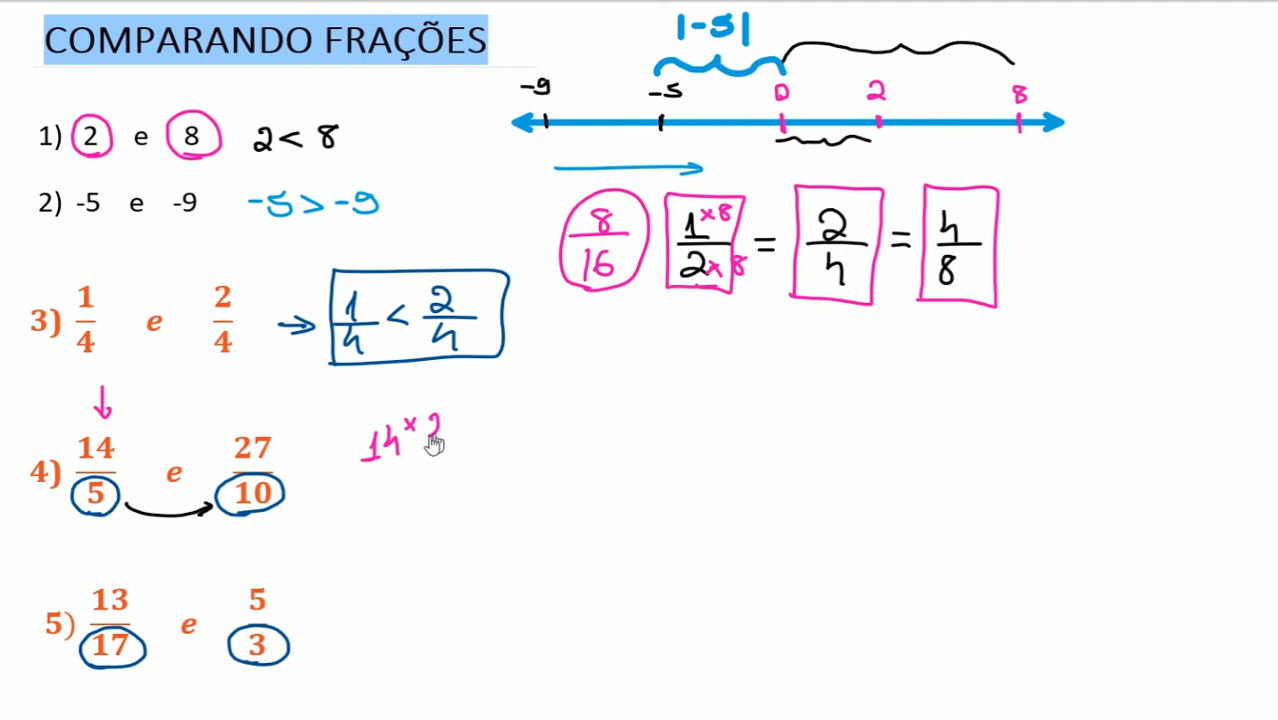 COMPARANDO FRAÇÕES
|-5|
-9 -5 0 2 8
1) 2 e 8 2 < 8
2) -5 e -9 -5 > -9
8/16 1×8/2×8 = 2/4 = 4/8
3) 1/4 e 2/4 → 1/4 < 2/4
4) 14/5 e 27/10 14×2
5) 13/17 e 5/3